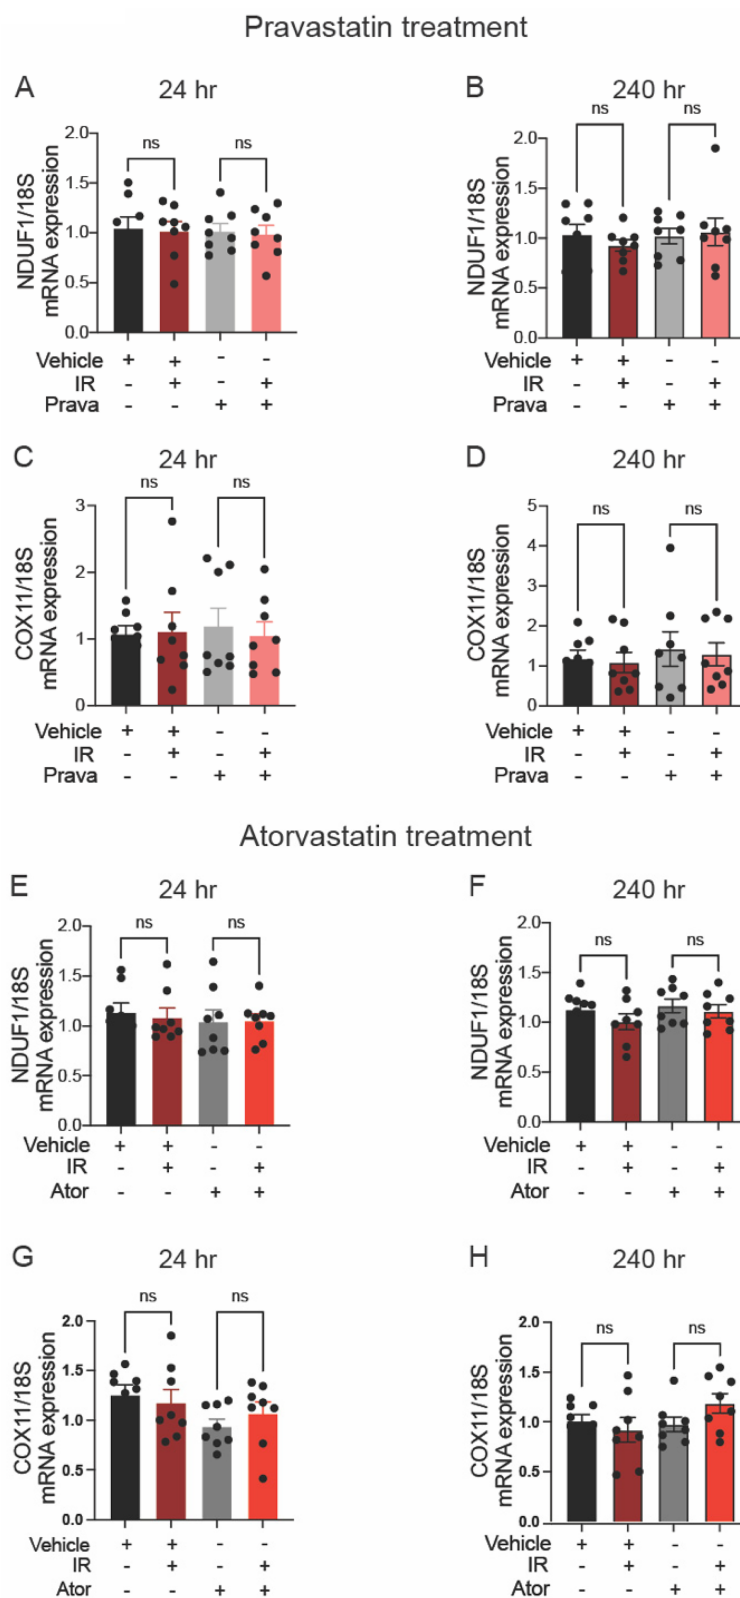 Pravastatin treatment
A
24 hr
NDUF1/18S
mRNA expression
2.0
1.5
1.0
0.5
0.0
ns
ns
Vehicle + + - -
IR - + - +
Prava - - + +
B
240 hr
NDUF1/18S
mRNA expression
2.0
1.5
1.0
0.5
0.0
ns
ns
Vehicle + + - -
IR - + - +
Prava - - + +
C
24 hr
COX11/18S
mRNA expression
3
2
1
0
ns
ns
Vehicle + + - -
IR - + - +
Prava - - + +
D
240 hr
COX11/18S
mRNA expression
5
4
3
2
1
0
ns
ns
Vehicle + + - -
IR - + - +
Prava - - + +
Atorvastatin treatment
E
24 hr
NDUF1/18S
mRNA expression
2.0
1.5
1.0
0.5
0.0
ns
ns
Vehicle + + - -
IR - + - +
Ator - - + +
F
240 hr
NDUF1/18S
mRNA expression
2.0
1.5
1.0
0.5
0.0
ns
ns
Vehicle + + - -
IR - + - +
Ator - - + +
G
24 hr
COX11/18S
mRNA expression
2.0
1.5
1.0
0.5
0.0
ns
ns
Vehicle + + - -
IR - + - +
Ator - - + +
H
240 hr
COX11/18S
mRNA expression
2.0
1.5
1.0
0.5
0.0
ns
ns
Vehicle + + - -
IR - + - +
Ator - - + +